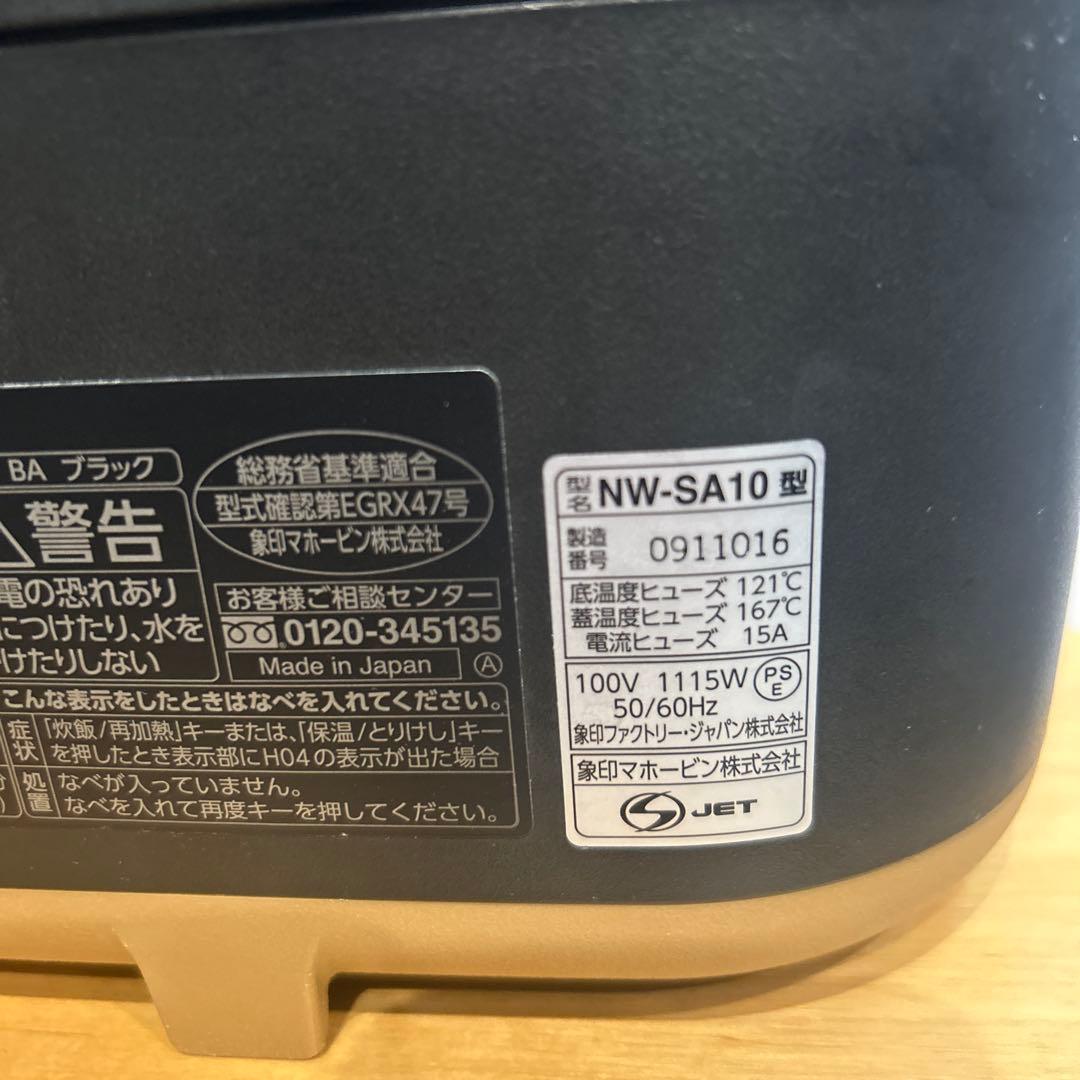 BA ブラック
警告
電の恐れあり
につけたり、水を
けたりしない
総務省基準適合
型式確認第EGRX47号
象印マホービン株式会社
お客様ご相談センター
0120-345135
Made in Japan Ⓐ
こんな表示をしたときはなべを入れてください。
症状 「炊飯/再加熱」キーまたは、「保温/とりけし」キー
を押したとき表示部にH04の表示が出た場合
処置 なべが入っていません。
なべを入れて再度キーを押してください。
型名 NW-SA10 型
製造番号 0911016
底温度ヒューズ 121℃
蓋温度ヒューズ 167℃
電流ヒューズ 15A
100V 1115W PSE
50/60Hz
象印ファクトリー・ジャパン株式会社
象印マホービン株式会社
JET